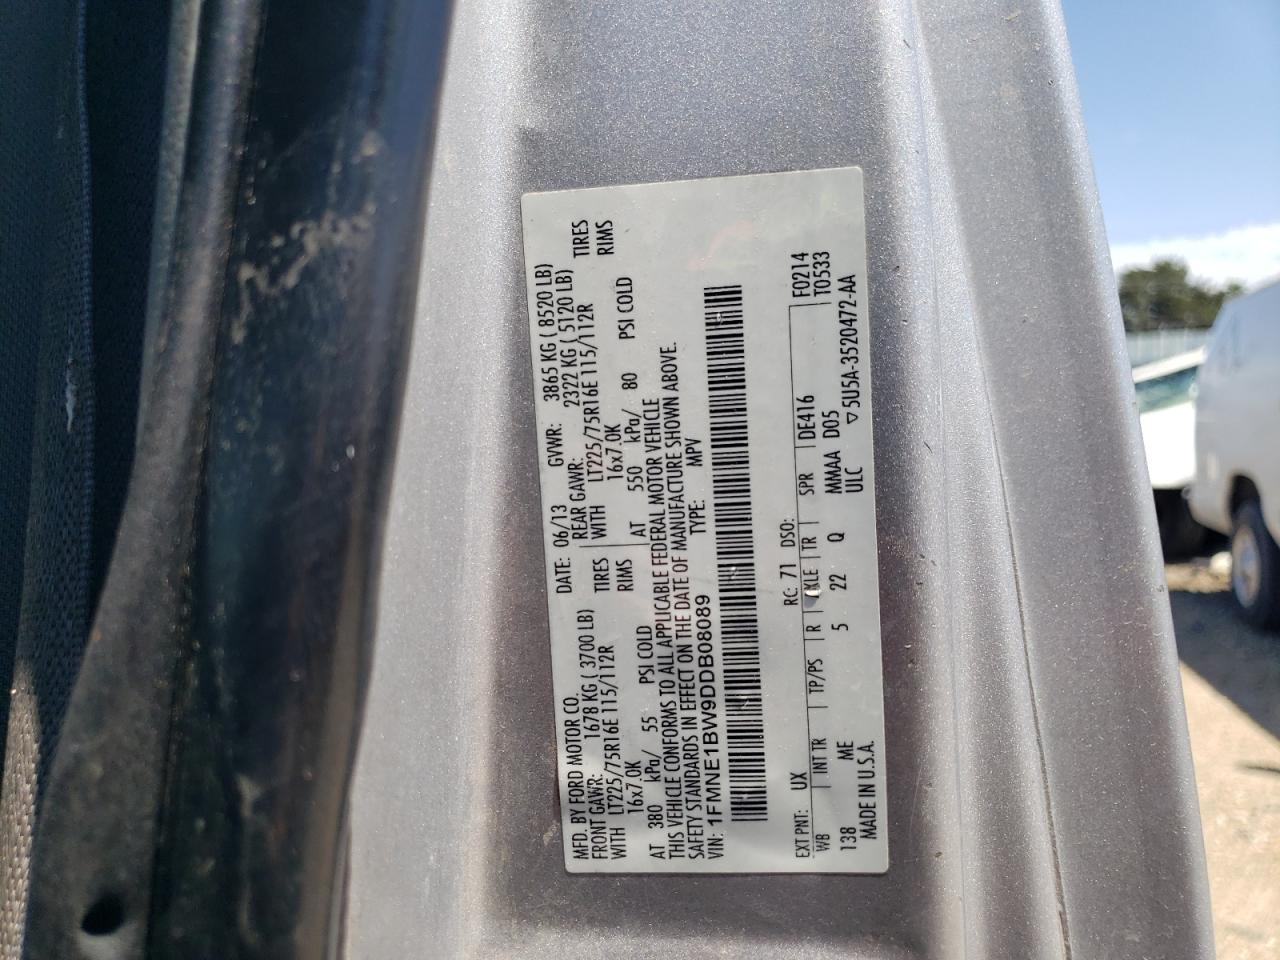 MFD. BY FORD MOTOR CO.
DATE: 06/13 GVWR: 3865 KG ( 8520 LB)
FRONT GAWR: 1678 KG ( 3700 LB) REAR GAWR: 2322 KG ( 5120 LB)
WITH LT225/75R16E 115/112R TIRES WITH LT225/75R16E 115/112R TIRES
16x7.0K RIMS 16x7.0K RIMS
AT 380 kPa/ 55 PSI COLD AT 550 kPa/ 80 PSI COLD
THIS VEHICLE CONFORMS TO ALL APPLICABLE FEDERAL MOTOR VEHICLE
SAFETY STANDARDS IN EFFECT ON THE DATE OF MANUFACTURE SHOWN ABOVE.
VIN: 1FMNE1BW9DDB08089 TYPE: MPV
EXT PNT: UX RC: 71 DSO: F0214
WB INT TR TP/PS R AXLE TR SPR DE416 T0533
138 ME 5 22 Q MMAA D05
MADE IN U.S.A. ULC ▽ 5U5A-3520472-AA